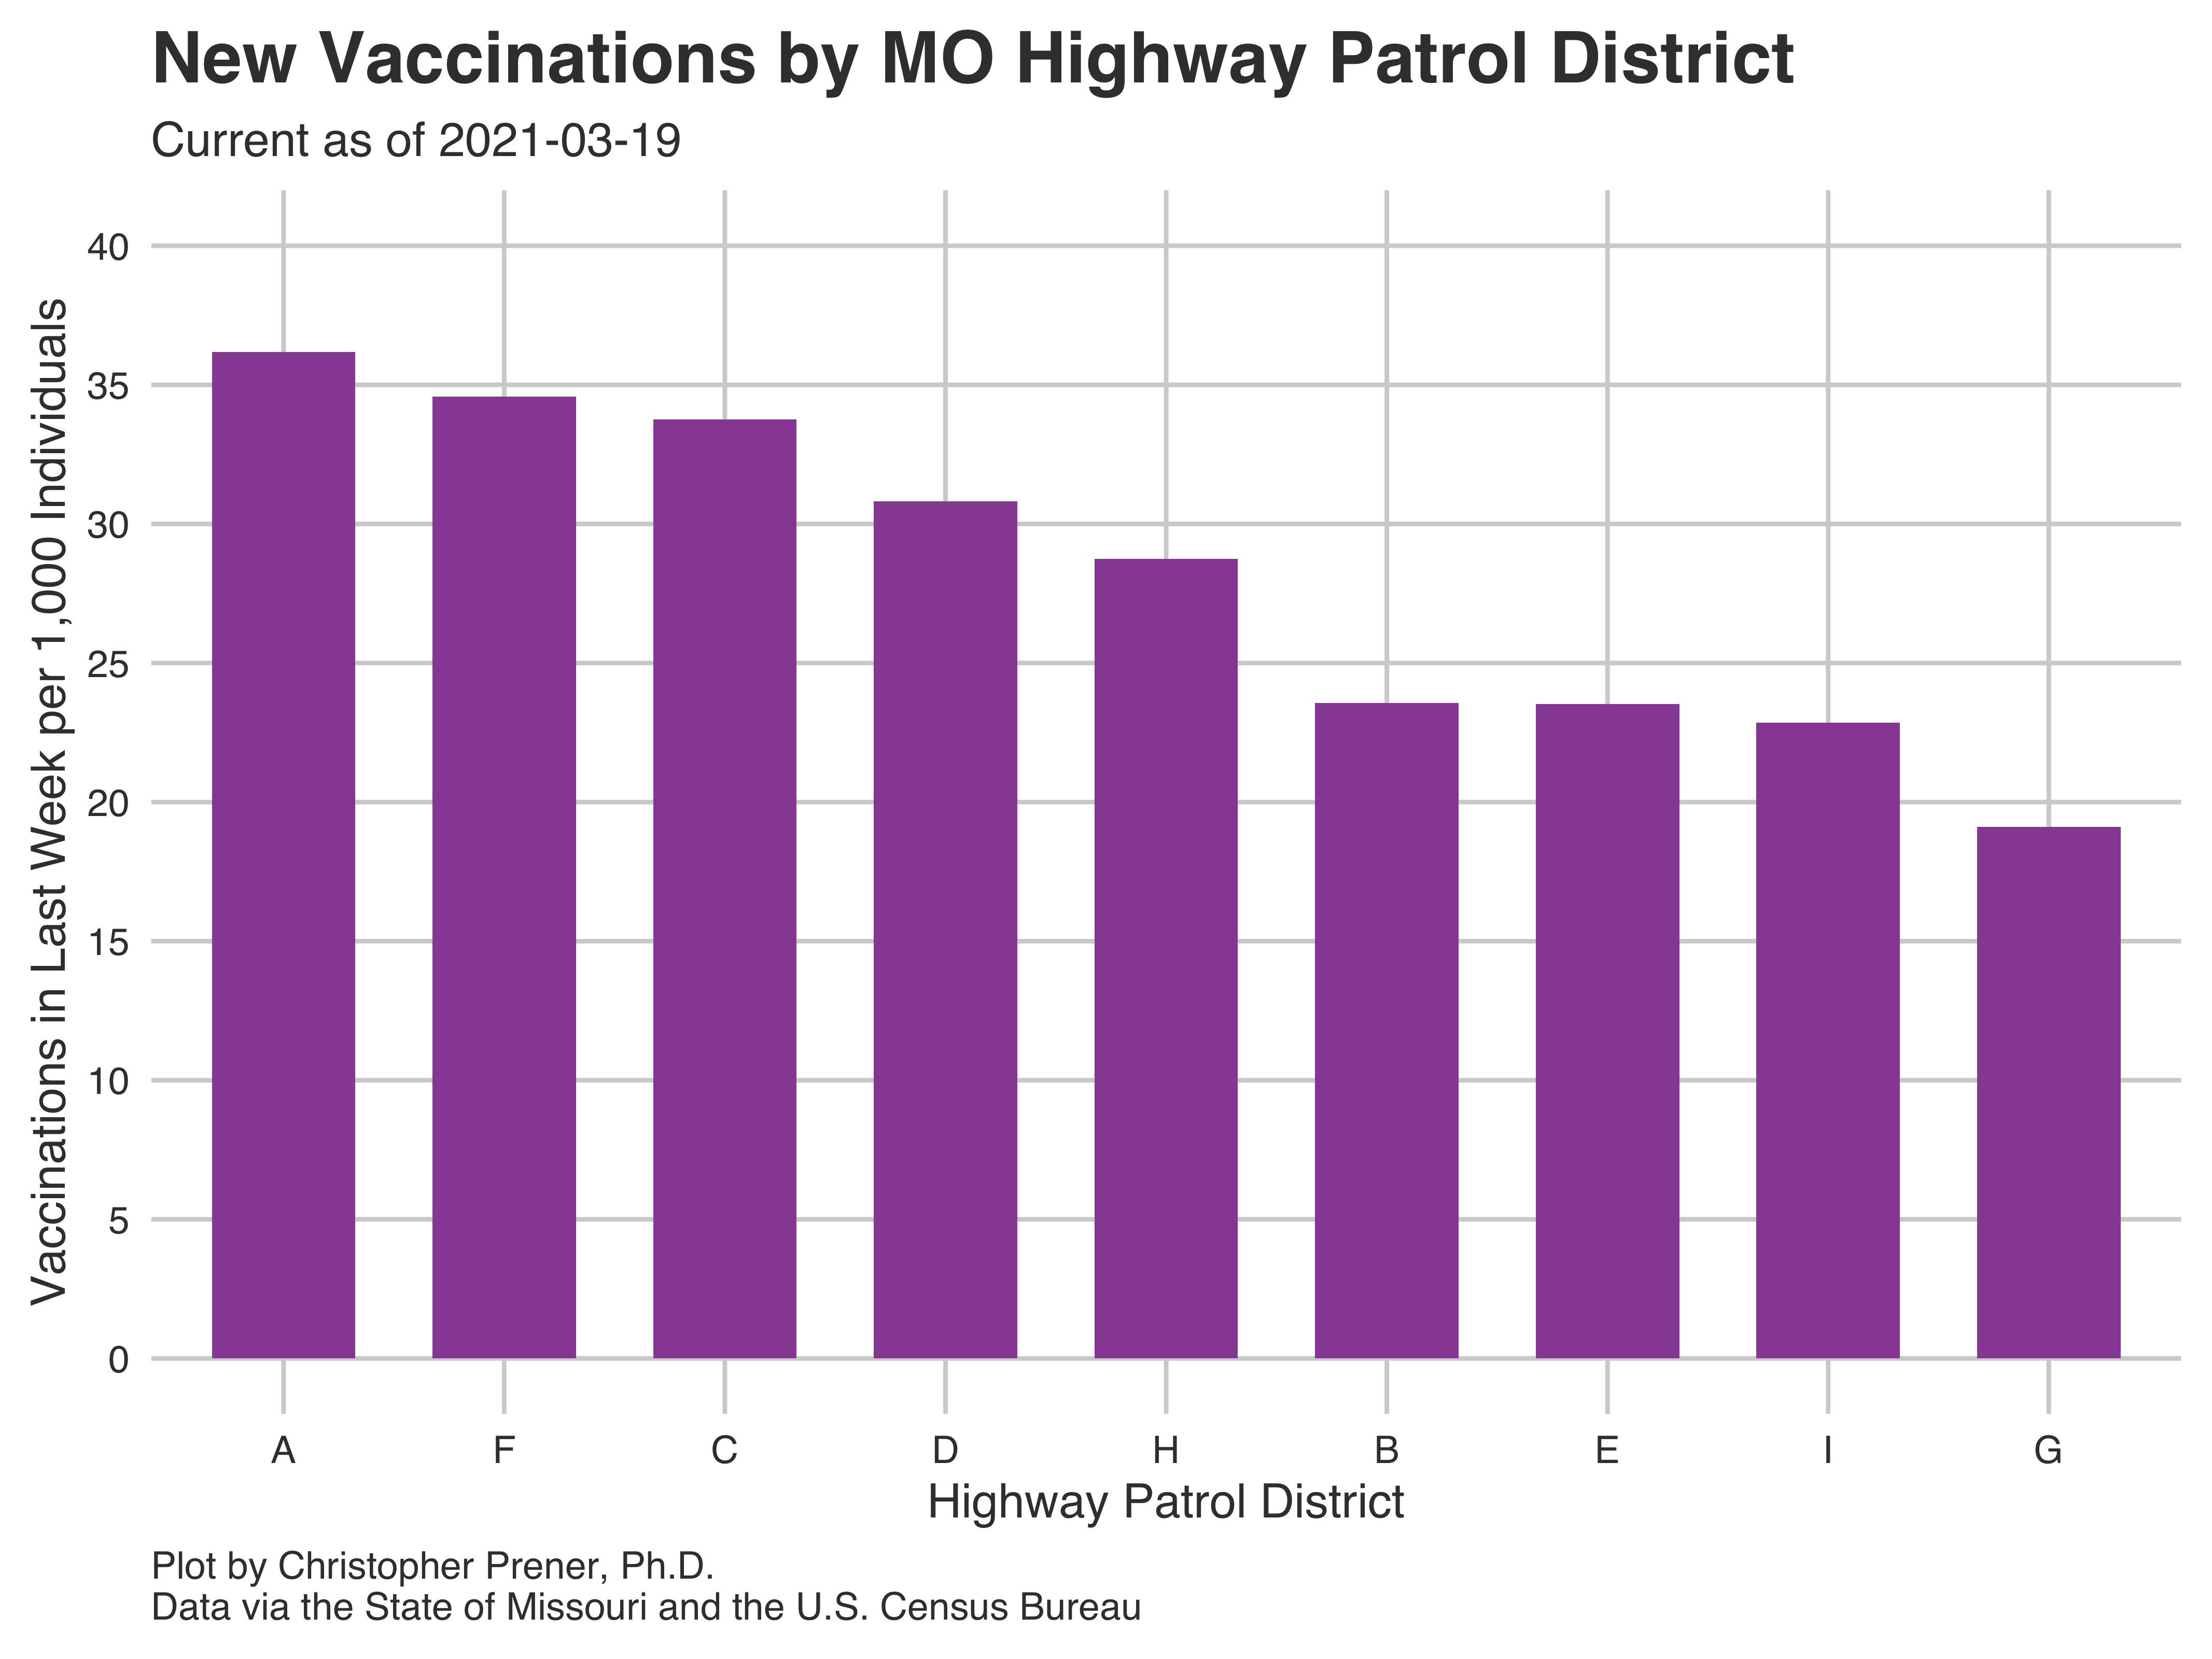 New Vaccinations by MO Highway Patrol District
Current as of 2021-03-19
Vaccinations in Last Week per 1,000 Individuals
40
35
30
25
20
15
10
5
0
A F C D H B E I G
Highway Patrol District
Plot by Christopher Prener, Ph.D.
Data via the State of Missouri and the U.S. Census Bureau